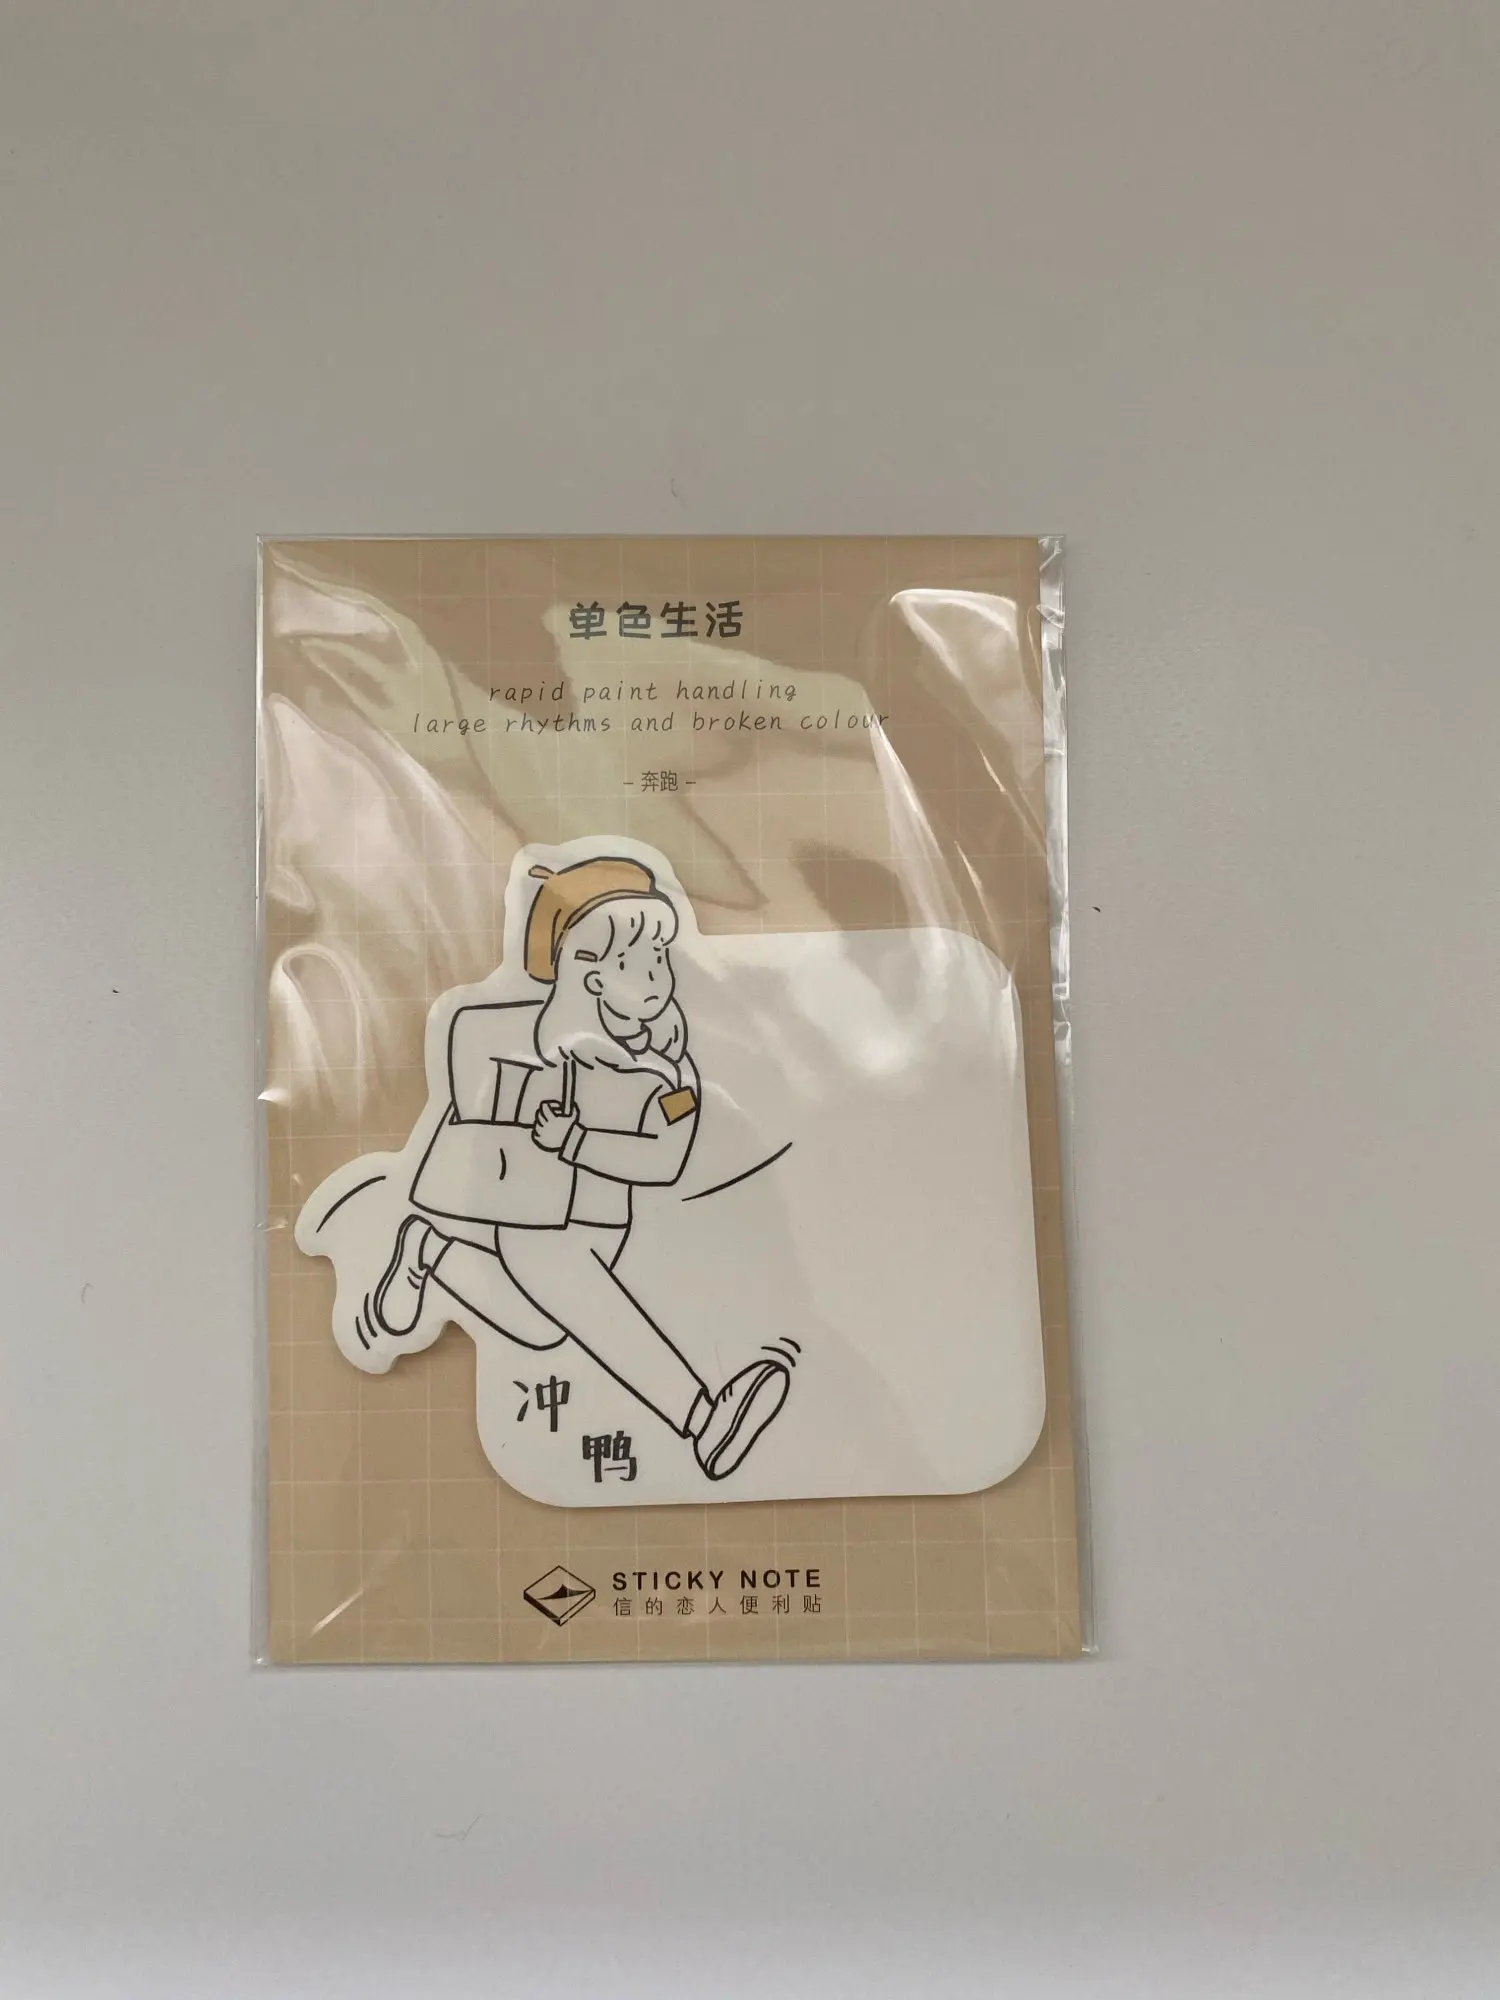 单色生活
rapid paint handling
large rhythms and broken colour
- 奔跑 -
冲
鸭
STICKY NOTE
信的恋人便利贴